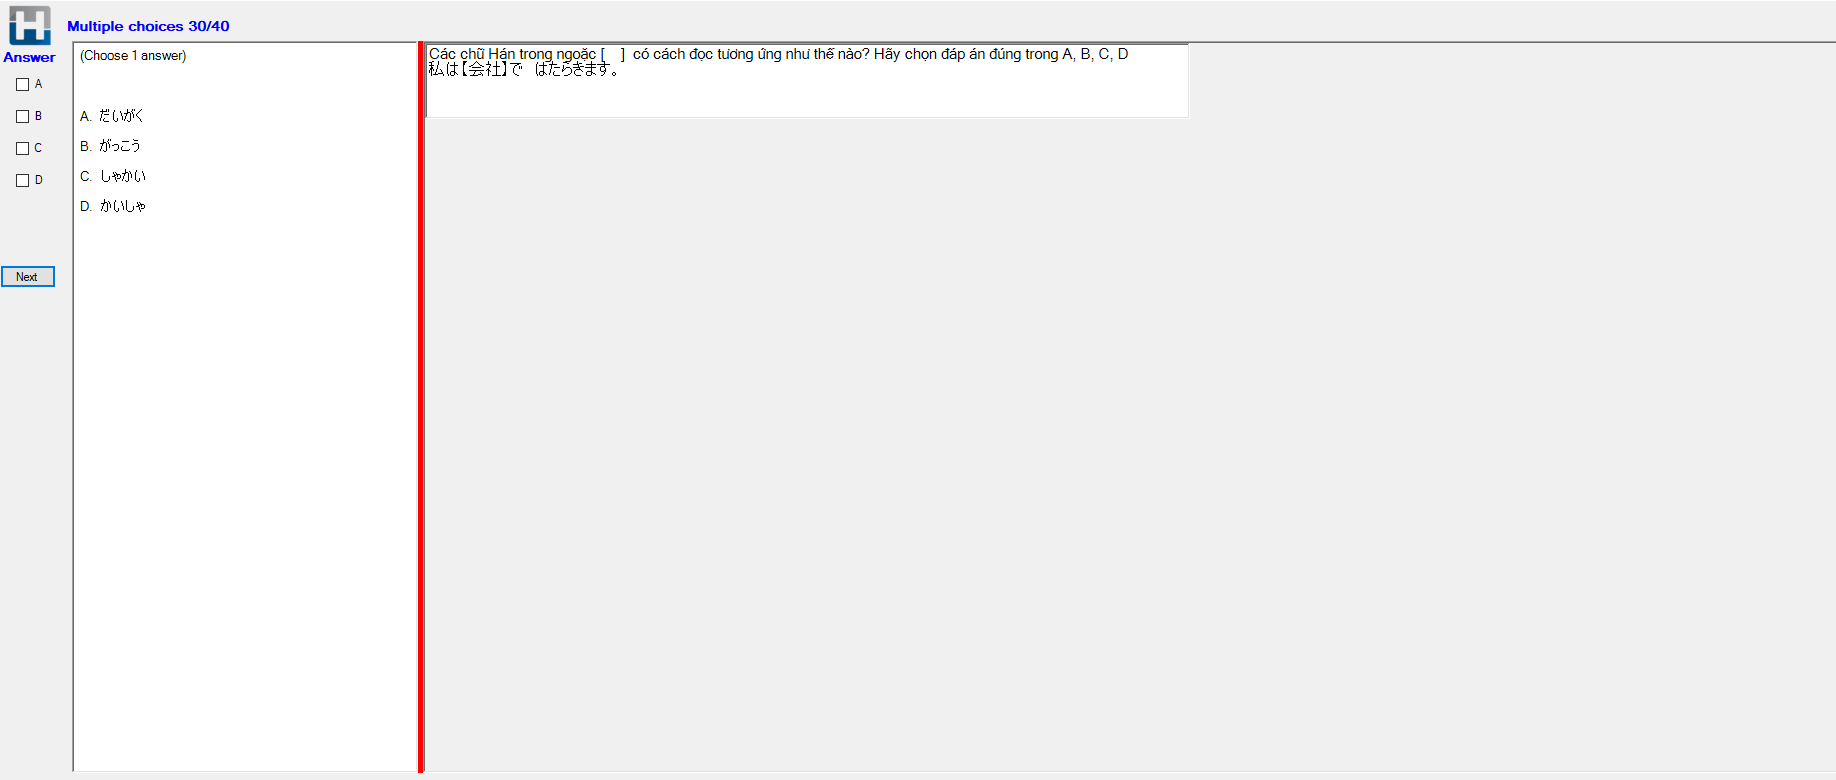 Multiple choices 30/40
Answer
A
B
C
D
Next
(Choose 1 answer)
A. だいがく
B. がっこう
C. しゃかい
D. かいしゃ
Các chữ Hán trong ngoặc [ ] có cách đọc tương ứng như thế nào? Hãy chọn đáp án đúng trong A, B, C, D
私は【会社】で　はたらきます。